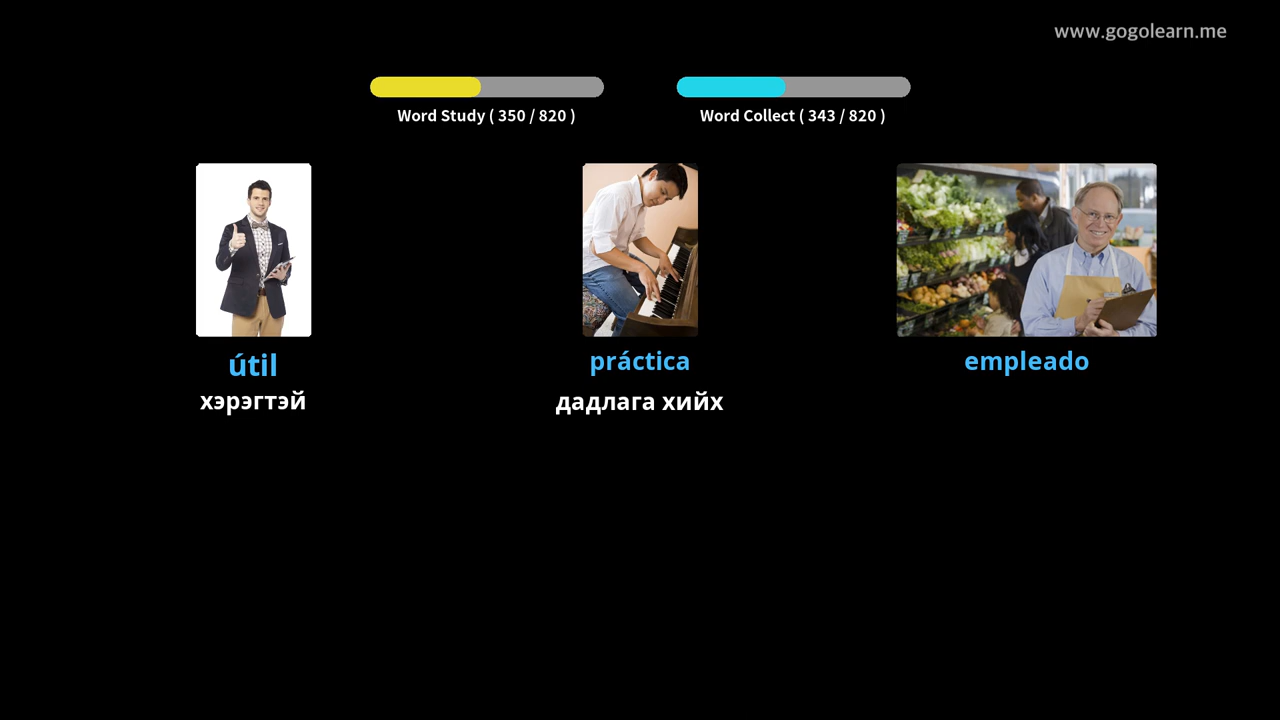 www.gogolearn.me
Word Study ( 350 / 820 )
Word Collect ( 343 / 820 )
útil
práctica
empleado
хэрэгтэй
дадлага хийх